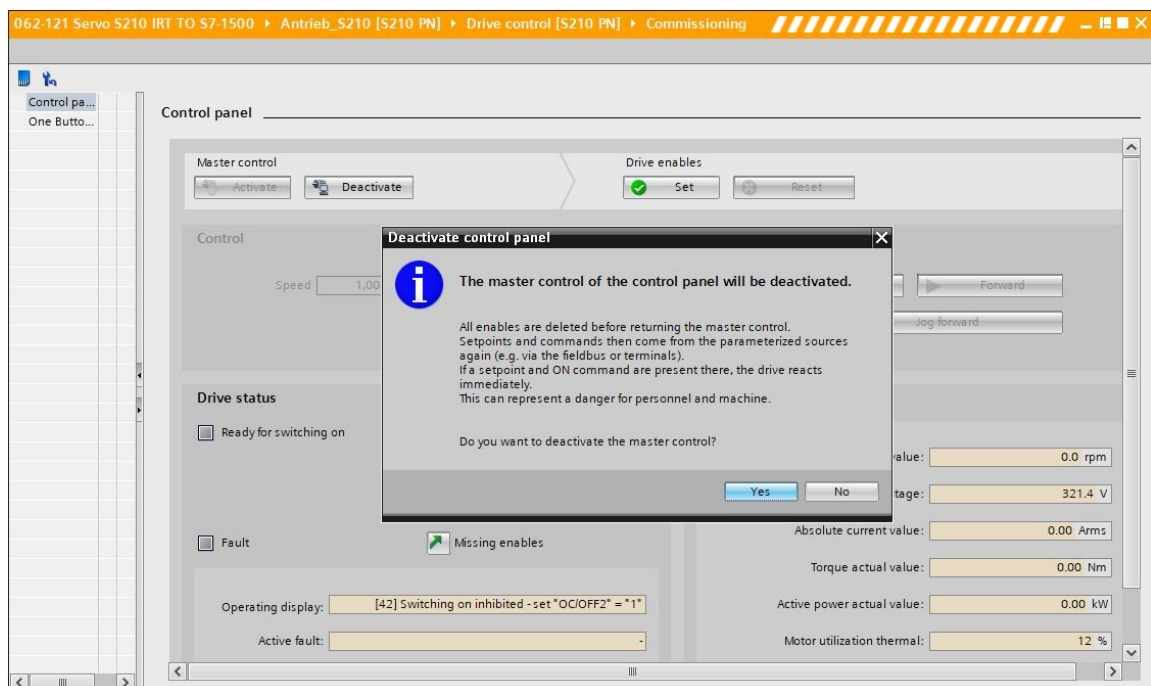 062-121 Servo S210 IRT TO S7-1500 ▸ Antrieb_S210 [S210 PN] ▸ Drive control [S210 PN] ▸ Commissioning
Control pa...
One Butto...
Control panel
Master control
Activate
Deactivate
Drive enables
Set
Reset
Control
Speed 1,00
Forward
Jog forward
Deactivate control panel
The master control of the control panel will be deactivated.
All enables are deleted before returning the master control.
Setpoints and commands then come from the parameterized sources
again (e.g. via the fieldbus or terminals).
If a setpoint and ON command are present there, the drive reacts
immediately.
This can represent a danger for personnel and machine.
Do you want to deactivate the master control?
Yes
No
Drive status
Ready for switching on
Fault
Missing enables
Operating display: [42] Switching on inhibited - set "OC/OFF2" = "1"
Active fault: -
alue: 0.0 rpm
tage: 321.4 V
Absolute current value: 0.00 Arms
Torque actual value: 0.00 Nm
Active power actual value: 0.00 kW
Motor utilization thermal: 12 %